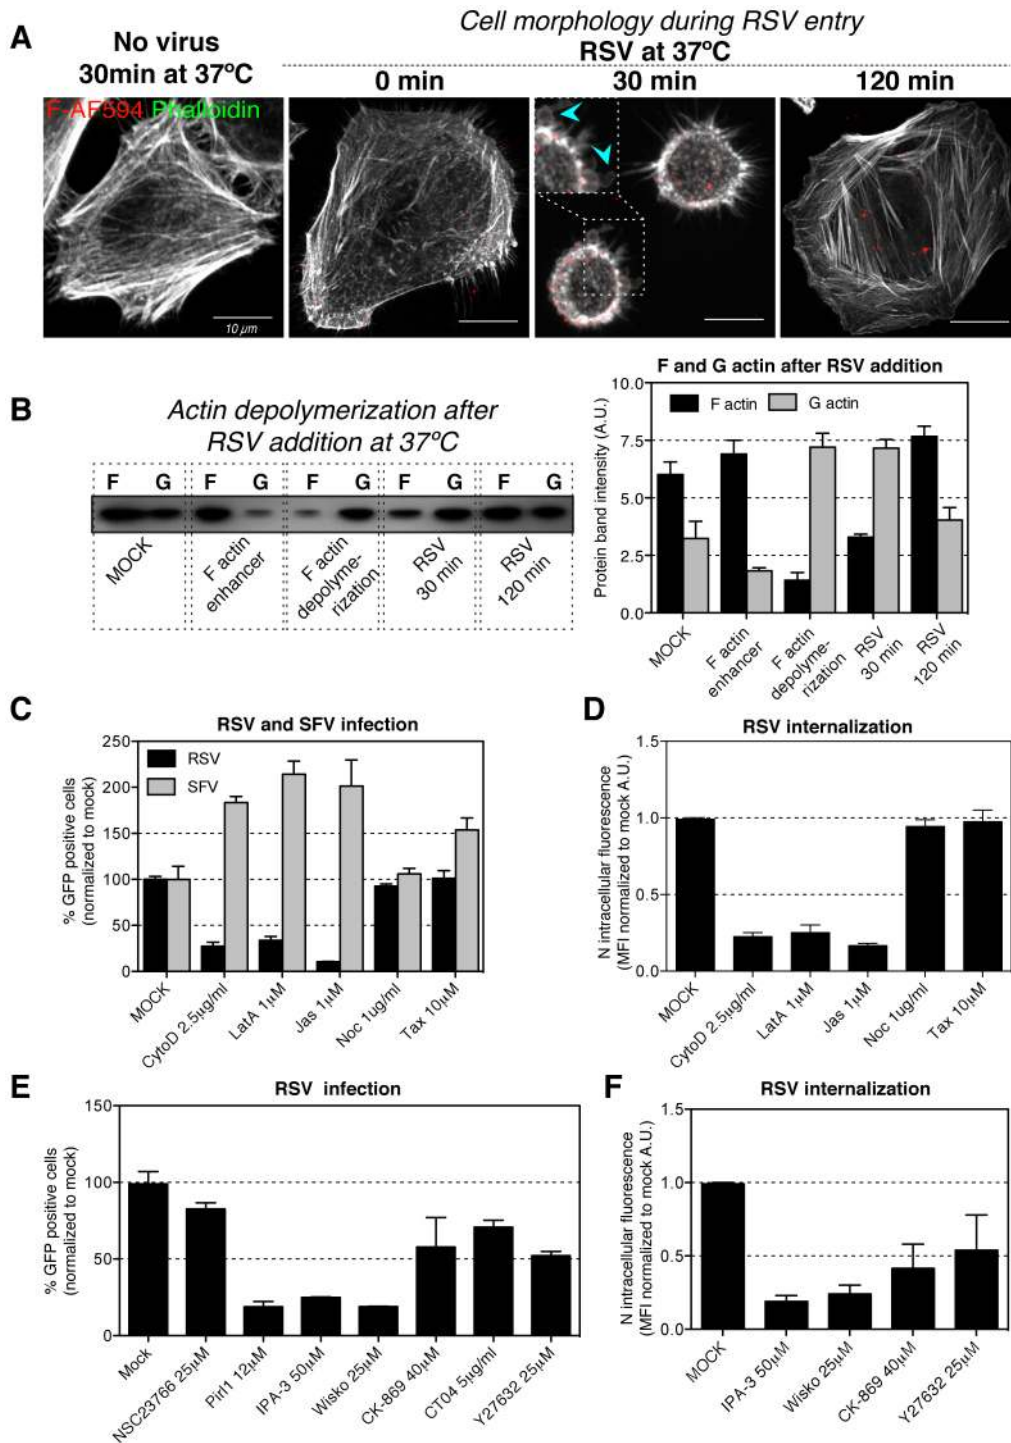 A
Cell morphology during RSV entry
No virus
30min at 37ºC
RSV at 37ºC
0 min
30 min
120 min
F-AF594 Phalloidin
10 µm
B
Actin depolymerization after
RSV addition at 37ºC
F G F G F G F G F G
MOCK
F actin
enhancer
F actin
depolyme-
rization
RSV
30 min
RSV
120 min
F and G actin after RSV addition
Protein band intensity (A.U.)
10.0
7.5
5.0
2.5
0.0
F actin
G actin
MOCK
F actin
enhancer
F actin
depolyme-
rization
RSV
30 min
RSV
120 min
C
RSV and SFV infection
% GFP positive cells
(normalized to mock)
250
200
150
100
50
0
RSV
SFV
MOCK
CytoD 2.5µg/ml
LatA 1µM
Jas 1µM
Noc 1ug/ml
Tax 10µM
D
RSV internalization
N intracellular fluorescence
(MFI normalized to mock A.U.)
1.5
1.0
0.5
0.0
MOCK
CytoD 2.5µg/ml
LatA 1µM
Jas 1µM
Noc 1ug/ml
Tax 10µM
E
RSV infection
% GFP positive cells
(normalized to mock)
150
100
50
0
Mock
NSC23766 25µM
Pirl1 12µM
IPA-3 50µM
Wisko 25µM
CK-869 40µM
CT04 5µg/ml
Y27632 25µM
F
RSV internalization
N intracellular fluorescence
(MFI normalized to mock A.U.)
1.5
1.0
0.5
0.0
MOCK
IPA-3 50µM
Wisko 25µM
CK-869 40µM
Y27632 25µM